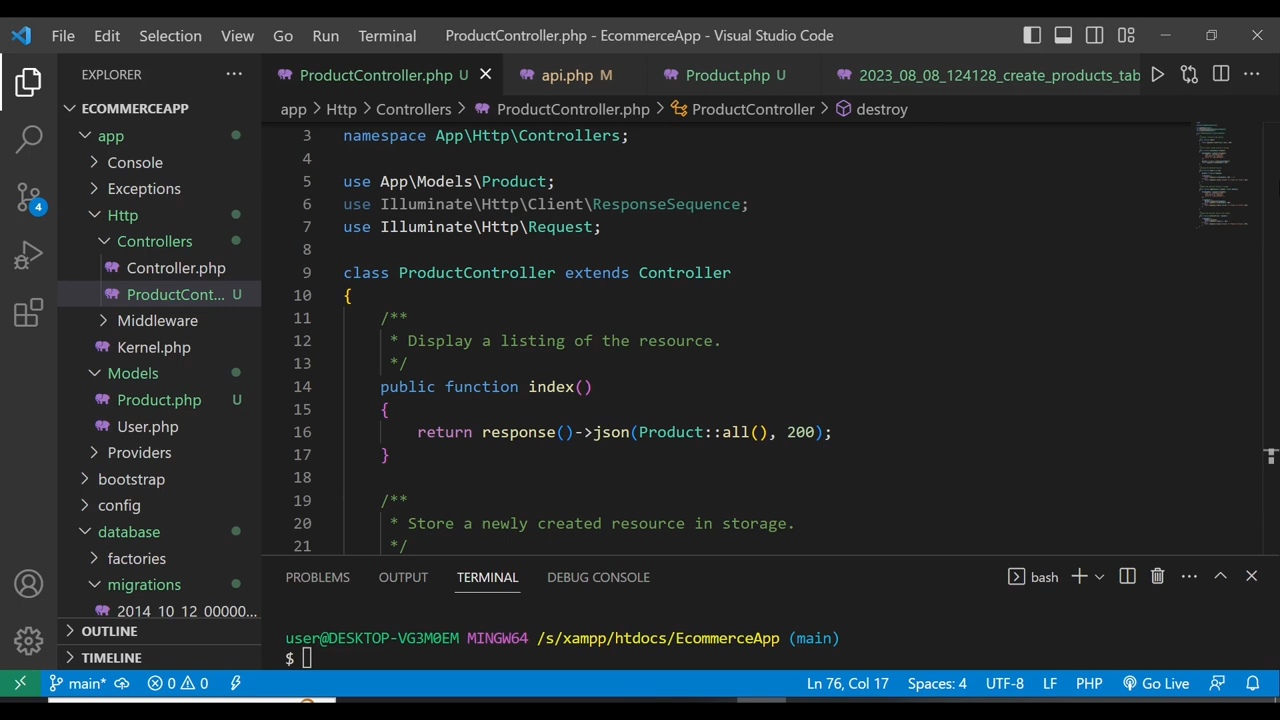 File Edit Selection View Go Run Terminal ProductController.php - EcommerceApp - Visual Studio Code
EXPLORER
ProductController.php U
api.php M
Product.php U
2023_08_08_124128_create_products_tab
ECOMMERCEAPP
app
Console
Exceptions
Http
Controllers
Controller.php
ProductCont... U
Middleware
Kernel.php
Models
Product.php U
User.php
Providers
bootstrap
config
database
factories
migrations
2014_10_12_00000...
OUTLINE
TIMELINE
4
app > Http > Controllers > ProductController.php > ProductController > destroy
3 namespace App\Http\Controllers;
4
5 use App\Models\Product;
6 use Illuminate\Http\Client\ResponseSequence;
7 use Illuminate\Http\Request;
8
9 class ProductController extends Controller
10 {
11 /**
12 * Display a listing of the resource.
13 */
14 public function index()
15 {
16 return response()->json(Product::all(), 200);
17 }
18
19 /**
20 * Store a newly created resource in storage.
21 */
PROBLEMS OUTPUT TERMINAL DEBUG CONSOLE
bash
user@DESKTOP-VG3M0EM MINGW64 /s/xampp/htdocs/EcommerceApp (main)
$
main* 0 0 Ln 76, Col 17 Spaces: 4 UTF-8 LF PHP Go Live